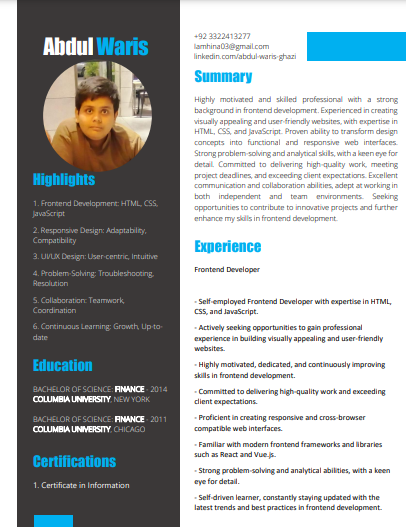 Abdul Waris
Highlights
1. Frontend Development: HTML, CSS,
JavaScript
2. Responsive Design: Adaptability,
Compatibility
3. UI/UX Design: User-centric, Intuitive
4. Problem-Solving: Troubleshooting,
Resolution
5. Collaboration: Teamwork,
Coordination
6. Continuous Learning: Growth, Up-to-
date
Education
BACHELOR OF SCIENCE: FINANCE - 2014
COLUMBIA UNIVERSITY, NEW YORK
BACHELOR OF SCIENCE: FINANCE - 2011
COLUMBIA UNIVERSITY, CHICAGO
Certifications
1. Certificate in Information
+92 3322413277
lamhina03@gmail.com
linkedin.com/abdul-waris-ghazi
Summary
Highly motivated and skilled professional with a strong
background in frontend development. Experienced in creating
visually appealing and user-friendly websites, with expertise in
HTML, CSS, and JavaScript. Proven ability to transform design
concepts into functional and responsive web interfaces.
Strong problem-solving and analytical skills, with a keen eye for
detail. Committed to delivering high-quality work, meeting
project deadlines, and exceeding client expectations. Excellent
communication and collaboration abilities, adept at working in
both independent and team environments. Seeking
opportunities to contribute to innovative projects and further
enhance my skills in frontend development.
Experience
Frontend Developer
- Self-employed Frontend Developer with expertise in HTML,
CSS, and JavaScript.
- Actively seeking opportunities to gain professional
experience in building visually appealing and user-friendly
websites.
- Highly motivated, dedicated, and continuously improving
skills in frontend development.
- Committed to delivering high-quality work and exceeding
client expectations.
- Proficient in creating responsive and cross-browser
compatible web interfaces.
- Familiar with modern frontend frameworks and libraries
such as React and Vue.js.
- Strong problem-solving and analytical abilities, with a keen
eye for detail.
- Self-driven learner, constantly staying updated with the
latest trends and best practices in frontend development.